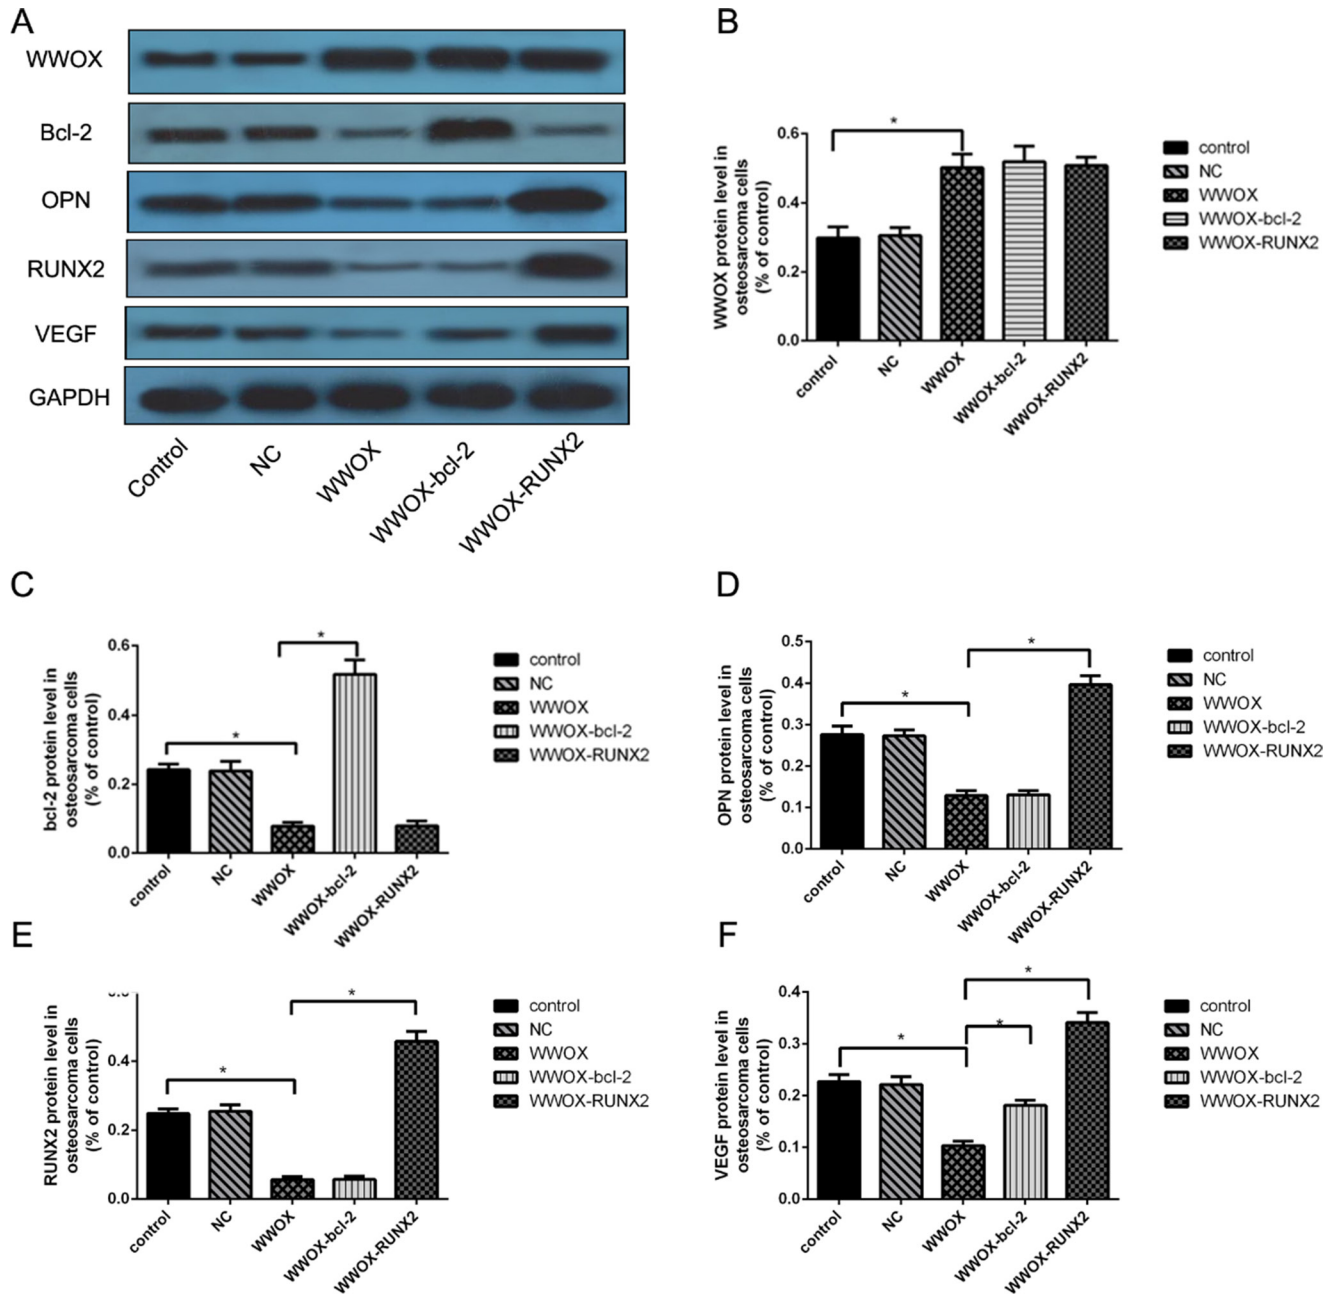 A
WWOX
Bcl-2
OPN
RUNX2
VEGF
GAPDH
Control
NC
WWOX
WWOX-bcl-2
WWOX-RUNX2
B
WWOX protein level in
osteosarcoma cells
(% of control)
0.6
0.4
0.2
0.0
*
control
NC
WWOX
WWOX-bcl-2
WWOX-RUNX2
control
NC
WWOX
WWOX-bcl-2
WWOX-RUNX2
C
bcl-2 protein level in
osteosarcoma cells
(% of control)
0.6
0.4
0.2
0.0
*
*
control
NC
WWOX
WWOX-bcl-2
WWOX-RUNX2
control
NC
WWOX
WWOX-bcl-2
WWOX-RUNX2
D
OPN protein level in
osteosarcoma cells
(% of control)
0.5
0.4
0.3
0.2
0.1
0.0
*
*
control
NC
WWOX
WWOX-bcl-2
WWOX-RUNX2
control
NC
WWOX
WWOX-bcl-2
WWOX-RUNX2
E
RUNX2 protein level in
osteosarcoma cells
(% of control)
0.4
0.2
0.0
*
*
control
NC
WWOX
WWOX-bcl-2
WWOX-RUNX2
control
NC
WWOX
WWOX-bcl-2
WWOX-RUNX2
F
VEGF protein level in
osteosarcoma cells
(% of control)
0.4
0.3
0.2
0.1
0.0
*
*
*
control
NC
WWOX
WWOX-bcl-2
WWOX-RUNX2
control
NC
WWOX
WWOX-bcl-2
WWOX-RUNX2